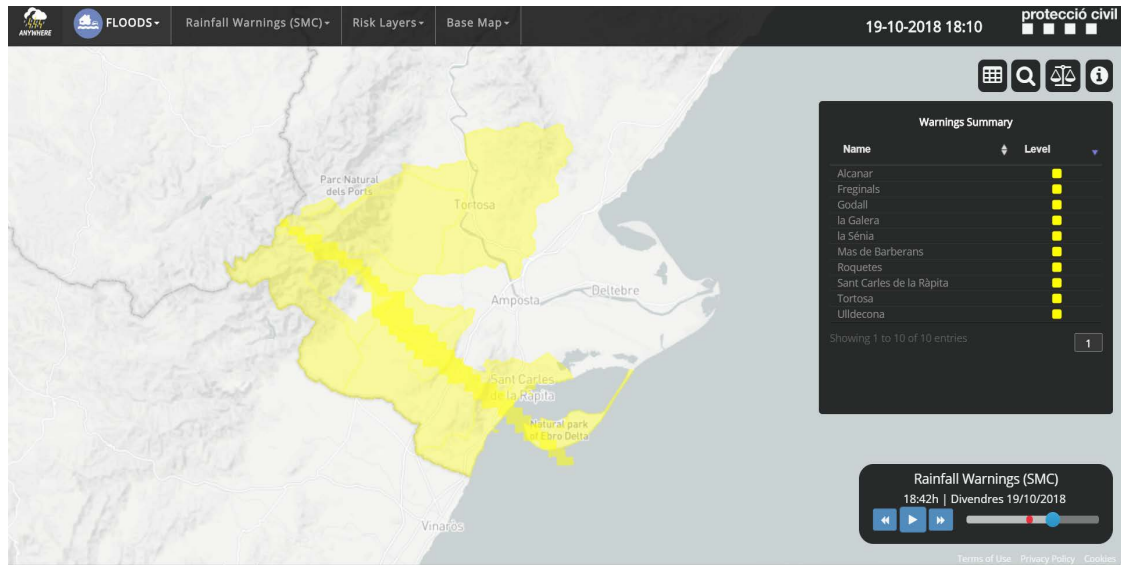 ANYWHERE
FLOODS
Rainfall Warnings (SMC)
Risk Layers
Base Map
19-10-2018 18:10
protecció civil
Warnings Summary
Name Level
Alcanar
Freginals
Godall
la Galera
la Sénia
Mas de Barberans
Roquetes
Sant Carles de la Ràpita
Tortosa
Ulldecona
Showing 1 to 10 of 10 entries
1
Parc Natural
dels Ports
Tortosa
Amposta
Deltebre
Sant Carles
de la Ràpita
Natural park
of Ebro Delta
Vinaròs
Rainfall Warnings (SMC)
18:42h | Divendres 19/10/2018
Terms of Use Privacy Policy Cookies